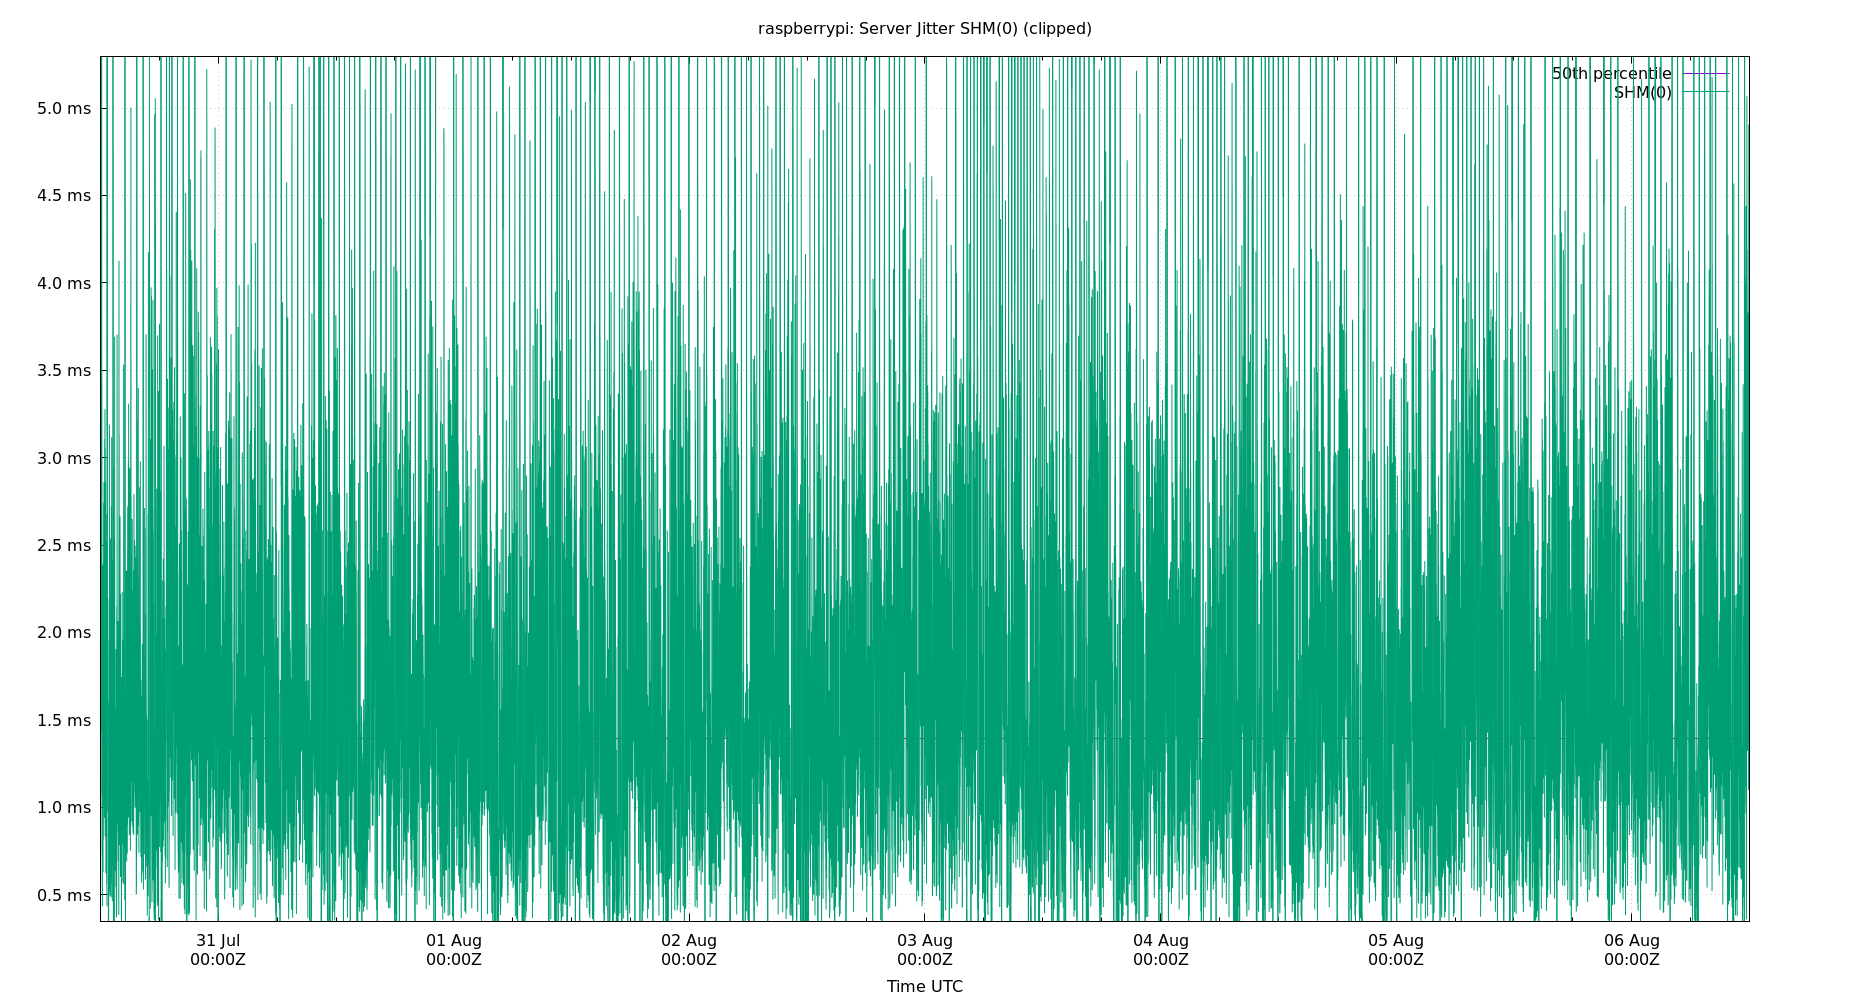 raspberrypi: Server Jitter SHM(0) (clipped)
50th percentile
SHM(0)
5.0 ms
4.5 ms
4.0 ms
3.5 ms
3.0 ms
2.5 ms
2.0 ms
1.5 ms
1.0 ms
0.5 ms
31 Jul 01 Aug 02 Aug 03 Aug 04 Aug 05 Aug 06 Aug
00:00Z 00:00Z 00:00Z 00:00Z 00:00Z 00:00Z 00:00Z
Time UTC